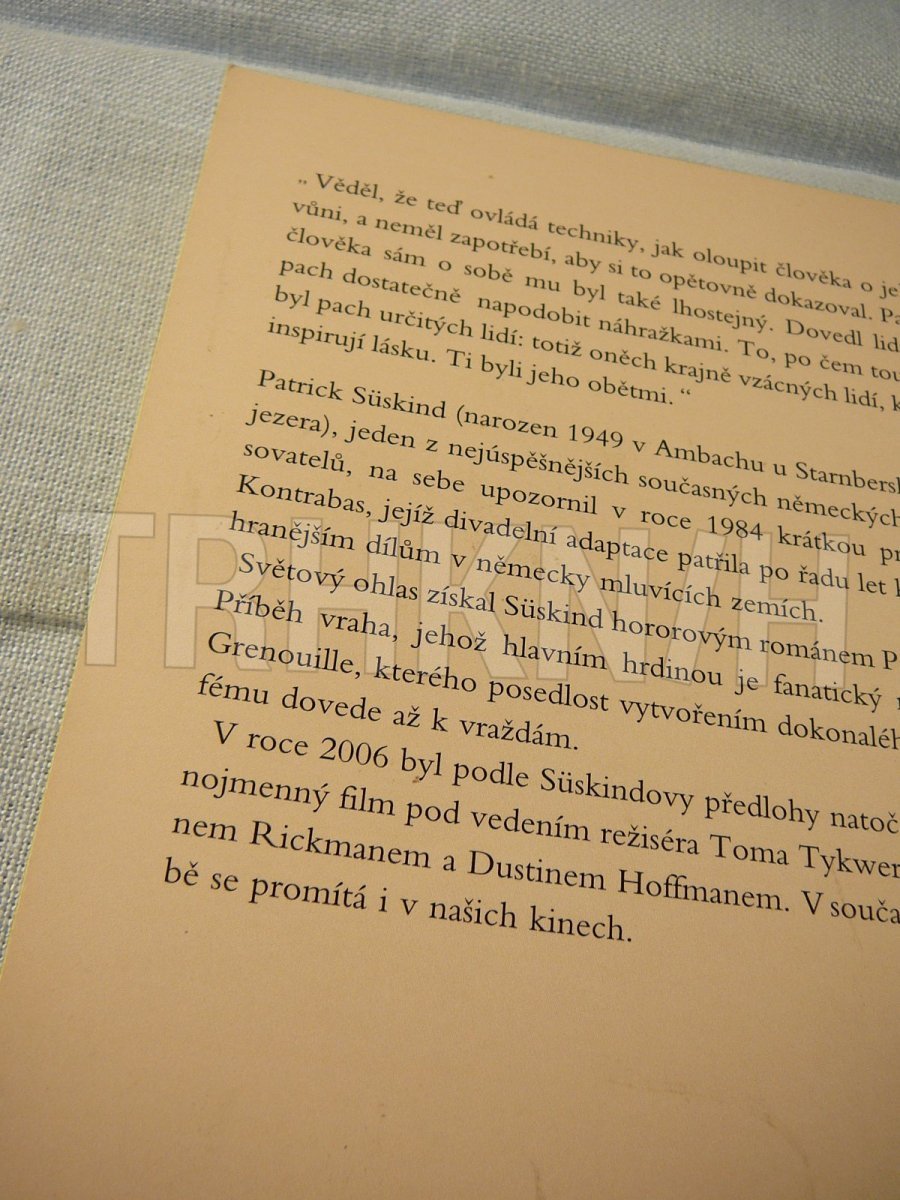 „ Věděl, že teď ovládá techniky, jak oloupit člověka o je
vůni, a neměl zapotřebí, aby si to opětovně dokazoval. Pa
člověka sám o sobě mu byl také lhostejný. Dovedl lid
pach dostatečně napodobit náhražkami. To, po čem tou
byl pach určitých lidí: totiž oněch krajně vzácných lidí, k
inspirují lásku. Ti byli jeho obětmi. “
Patrick Süskind (narozen 1949 v Ambachu u Starnbersk
jezera), jeden z nejúspěšnějších současných německých
sovatelů, na sebe upozornil v roce 1984 krátkou pr
Kontrabas, jejíž divadelní adaptace patřila po řadu let k
hranějším dílům v německy mluvících zemích.
Světový ohlas získal Süskind hororovým románem P
Příběh vraha, jehož hlavním hrdinou je fanatický
Grenouille, kterého posedlost vytvořením dokonaléh
fému dovede až k vraždám.
V roce 2006 byl podle Süskindovy předlohy natoč
nojmenný film pod vedením režiséra Toma Tykwer
nem Rickmanem a Dustinem Hoffmanem. V souča
bě se promítá i v našich kinech.
TRHKNIH